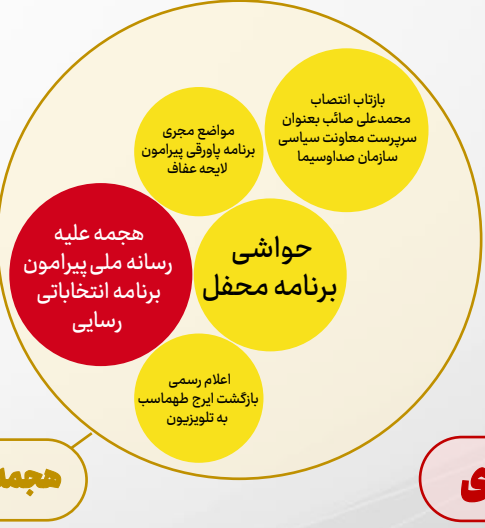 بازتاب انتصاب
محمدعلی صائب بعنوان
سرپرست معاونت سیاسی
سازمان صداوسیما
مواضع مجری
برنامه پاورقی پیرامون
لایحه عفاف
هجمه علیه
رسانه ملی پیرامون
برنامه انتخاباتی
رسایی
حواشی
برنامه محفل
اعلام رسمی
بازگشت ایرج طهماسب
به تلویزیون
هجمه